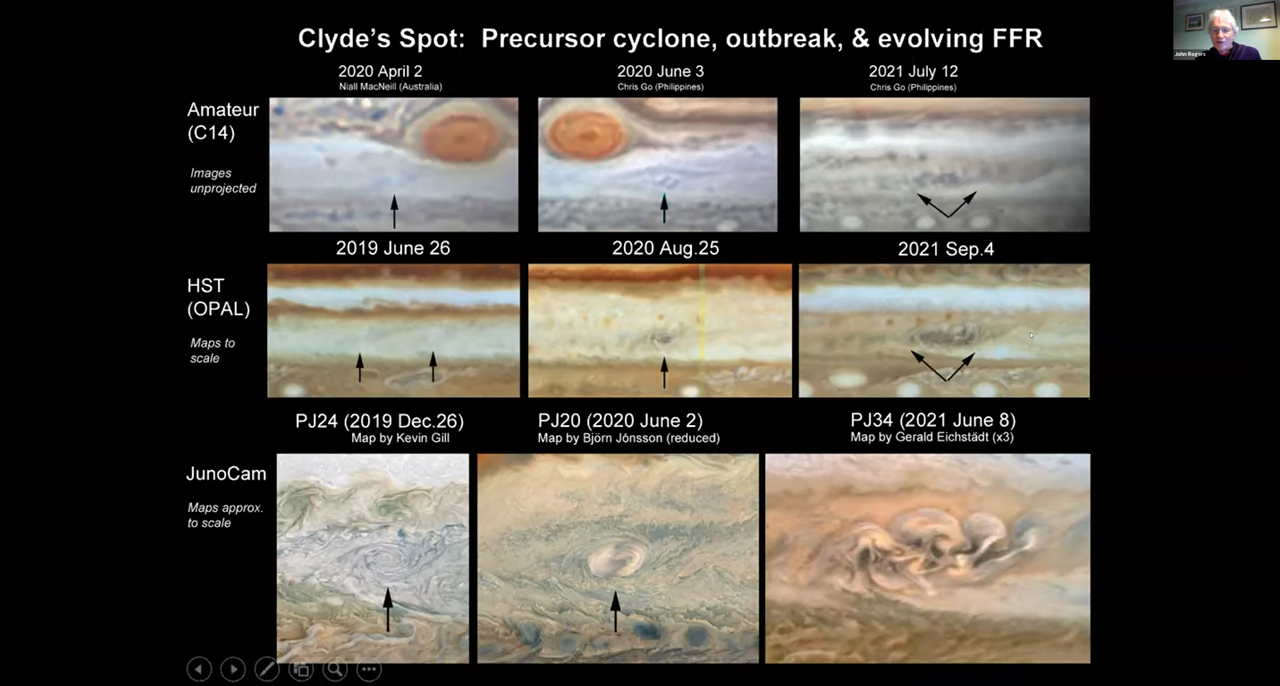 Clyde's Spot: Precursor cyclone, outbreak, & evolving FFR
John Rogers
2020 April 2
Niall MacNeill (Australia)
2020 June 3
Chris Go (Philippines)
2021 July 12
Chris Go (Philippines)
Amateur
(C14)
Images
unprojected
2019 June 26
2020 Aug.25
2021 Sep.4
HST
(OPAL)
Maps to
scale
PJ24 (2019 Dec.26)
Map by Kevin Gill
PJ20 (2020 June 2)
Map by Björn Jónsson (reduced)
PJ34 (2021 June 8)
Map by Gerald Eichstädt (x3)
JunoCam
Maps approx.
to scale